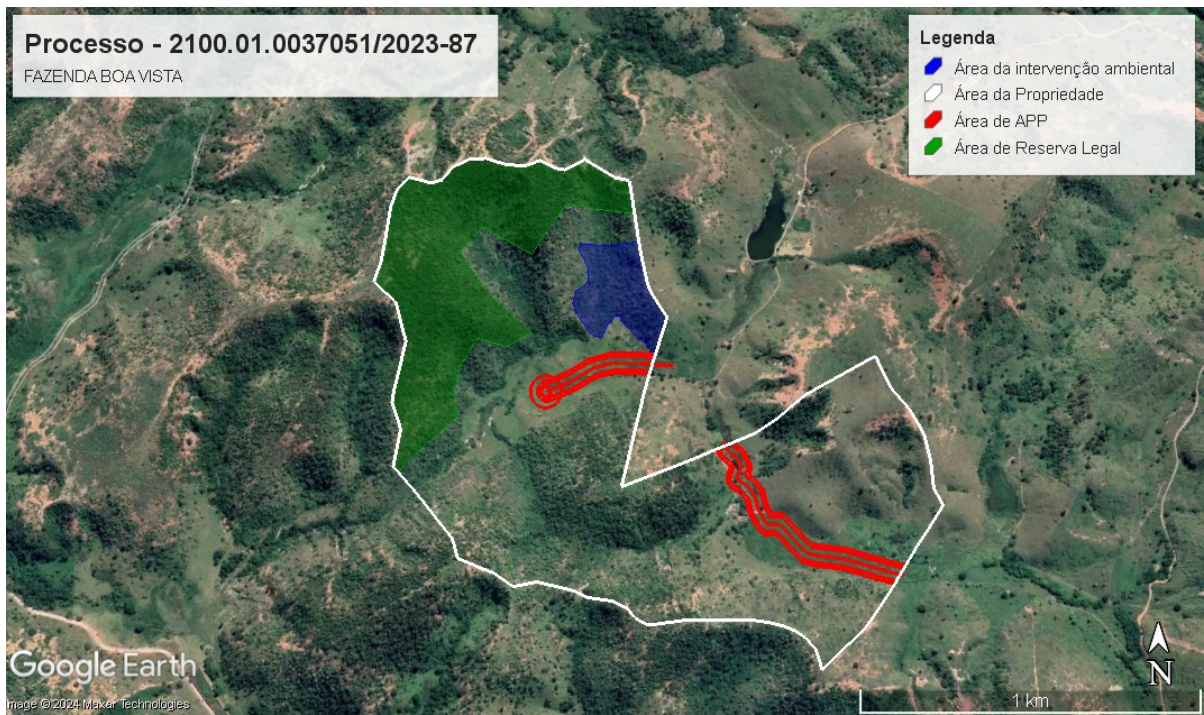 Processo - 2100.01.0037051/2023-87
FAZENDA BOA VISTA
Legenda
Área da intervenção ambiental
Área da Propriedade
Área de APP
Área de Reserva Legal
Google Earth
Image © 2024 Maxar Technologies
1 km
N